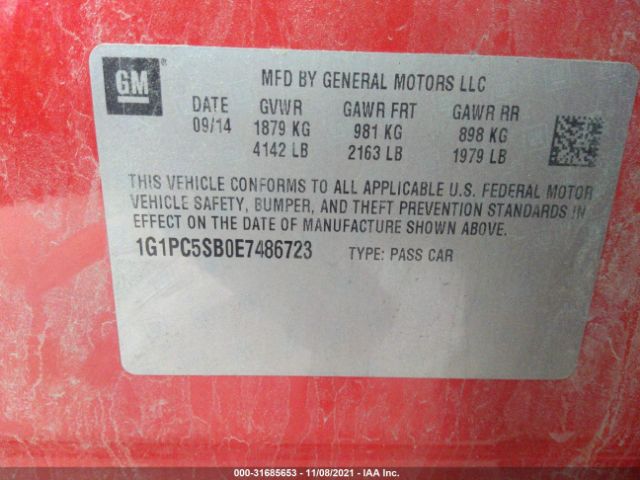 GM
MFD BY GENERAL MOTORS LLC
DATE GVWR GAWR FRT GAWR RR
09/14 1879 KG 981 KG 898 KG
4142 LB 2163 LB 1979 LB
THIS VEHICLE CONFORMS TO ALL APPLICABLE U.S. FEDERAL MOTOR
VEHICLE SAFETY, BUMPER, AND THEFT PREVENTION STANDARDS IN
EFFECT ON THE DATE OF MANUFACTURE SHOWN ABOVE.
1G1PC5SB0E7486723 TYPE: PASS CAR
000-31685653 - 11/08/2021 - IAA Inc.